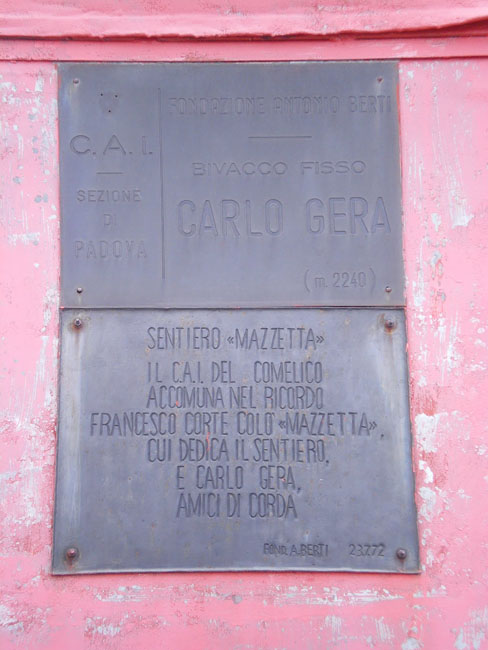 C.A.I.
SEZIONE
DI
PADOVA
FONDAZIONE ANTONIO BERTI
BIVACCO FISSO
CARLO GERA
(m. 2240)
SENTIERO «MAZZETTA»
IL C.A.I. DEL COMELICO
ACCOMUNA NEL RICORDO
FRANCESCO CORTE COLÒ «MAZZETTA»,
CUI DEDICA IL SENTIERO,
E CARLO GERA,
AMICI DI CORDA
FOND. A. BERTI 23.7.72